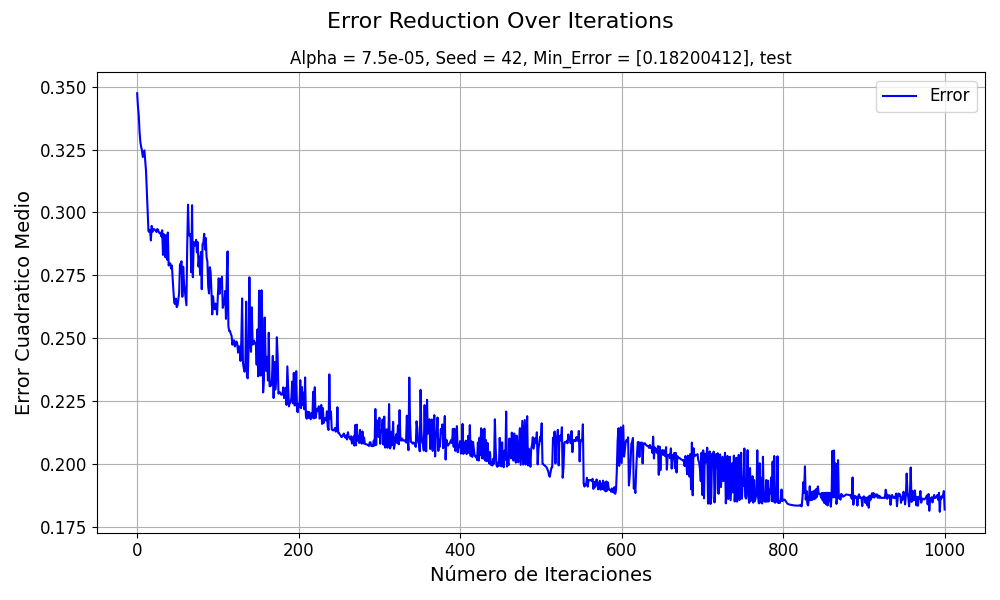 Error Reduction Over Iterations
Alpha = 7.5e-05, Seed = 42, Min_Error = [0.18200412], test
Error
Error Cuadratico Medio
0.350
0.325
0.300
0.275
0.250
0.225
0.200
0.175
0 200 400 600 800 1000
Número de Iteraciones